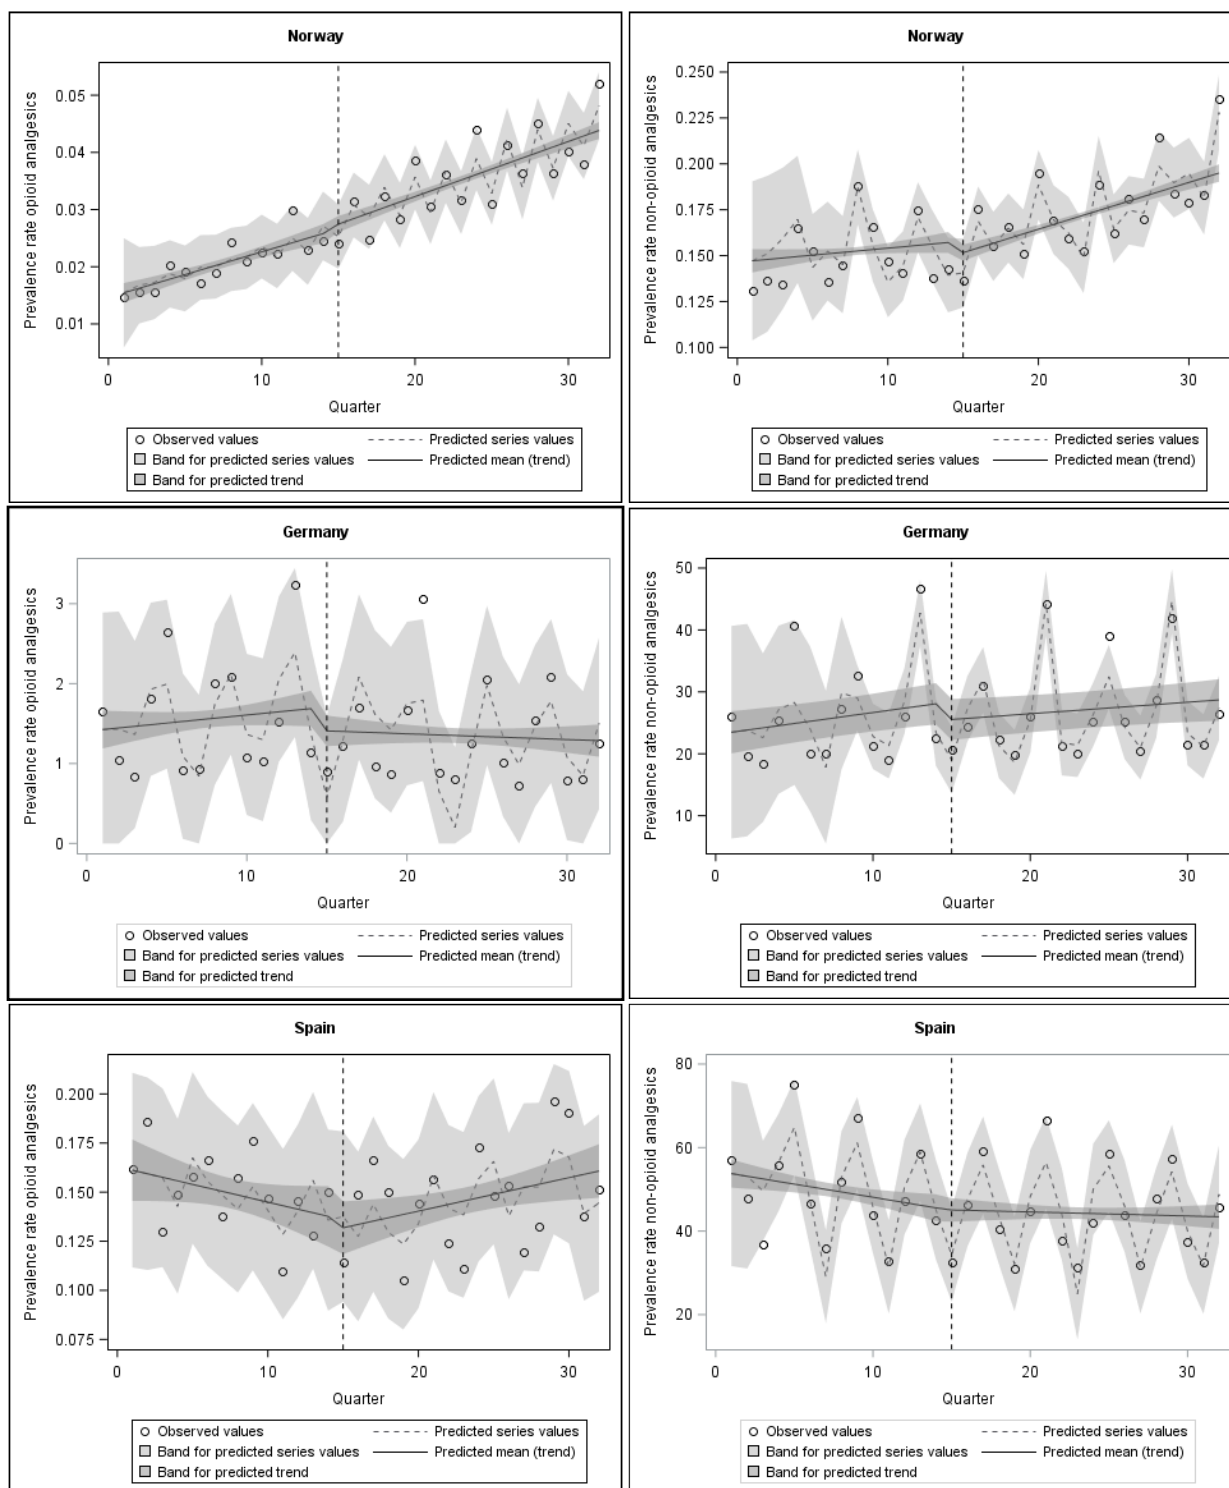 Norway
Prevalence rate opioid analgesics
0.05
0.04
0.03
0.02
0.01
0 10 20 30
Quarter
Observed values Predicted series values
Band for predicted series values Predicted mean (trend)
Band for predicted trend
Norway
Prevalence rate non-opioid analgesics
0.250
0.225
0.200
0.175
0.150
0.125
0.100
0 10 20 30
Quarter
Observed values Predicted series values
Band for predicted series values Predicted mean (trend)
Band for predicted trend
Germany
Prevalence rate opioid analgesics
3
2
1
0
0 10 20 30
Quarter
Observed values Predicted series values
Band for predicted series values Predicted mean (trend)
Band for predicted trend
Germany
Prevalence rate non-opioid analgesics
50
40
30
20
10
0 10 20 30
Quarter
Observed values Predicted series values
Band for predicted series values Predicted mean (trend)
Band for predicted trend
Spain
Prevalence rate opioid analgesics
0.200
0.175
0.150
0.125
0.100
0.075
0 10 20 30
Quarter
Observed values Predicted series values
Band for predicted series values Predicted mean (trend)
Band for predicted trend
Spain
Prevalence rate non-opioid analgesics
80
60
40
20
0 10 20 30
Quarter
Observed values Predicted series values
Band for predicted series values Predicted mean (trend)
Band for predicted trend